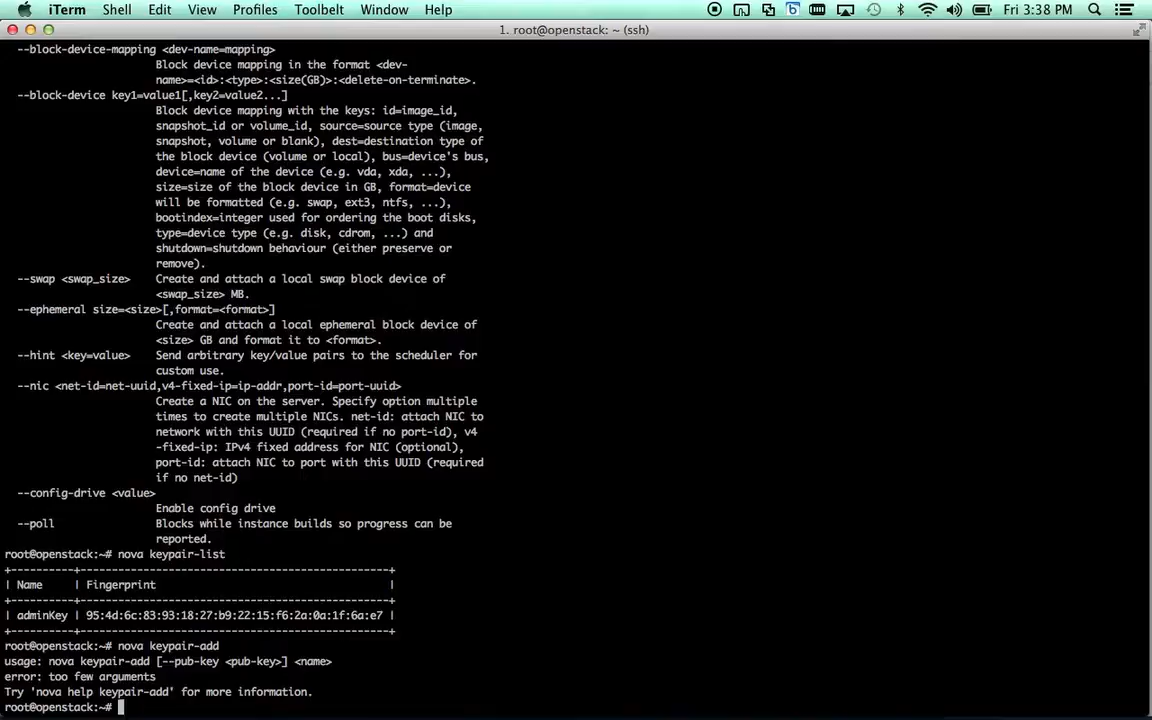 iTerm Shell Edit View Profiles Toolbelt Window Help Fri 3:38 PM
1. root@openstack: ~ (ssh)
--block-device-mapping <dev-name=mapping>
Block device mapping in the format <dev-
name>=<id>:<type>:<size(GB)>:<delete-on-terminate>.
--block-device key1=value1[,key2=value2...]
Block device mapping with the keys: id=image_id,
snapshot_id or volume_id, source=source type (image,
snapshot, volume or blank), dest=destination type of
the block device (volume or local), bus=device's bus,
device=name of the device (e.g. vda, xda, ...),
size=size of the block device in GB, format=device
will be formatted (e.g. swap, ext3, ntfs, ...),
bootindex=integer used for ordering the boot disks,
type=device type (e.g. disk, cdrom, ...) and
shutdown=shutdown behaviour (either preserve or
remove).
--swap <swap_size> Create and attach a local swap block device of
<swap_size> MB.
--ephemeral size=<size>[,format=<format>]
Create and attach a local ephemeral block device of
<size> GB and format it to <format>.
--hint <key=value> Send arbitrary key/value pairs to the scheduler for
custom use.
--nic <net-id=net-uuid,v4-fixed-ip=ip-addr,port-id=port-uuid>
Create a NIC on the server. Specify option multiple
times to create multiple NICs. net-id: attach NIC to
network with this UUID (required if no port-id), v4
-fixed-ip: IPv4 fixed address for NIC (optional),
port-id: attach NIC to port with this UUID (required
if no net-id)
--config-drive <value>
Enable config drive
--poll Blocks while instance builds so progress can be
reported.
root@openstack:~# nova keypair-list
+----------+-------------------------------------------------+
| Name | Fingerprint |
+----------+-------------------------------------------------+
| adminKey | 95:4d:6c:83:93:18:27:b9:22:15:f6:2a:0a:1f:6a:e7 |
+----------+-------------------------------------------------+
root@openstack:~# nova keypair-add
usage: nova keypair-add [--pub-key <pub-key>] <name>
error: too few arguments
Try 'nova help keypair-add' for more information.
root@openstack:~#